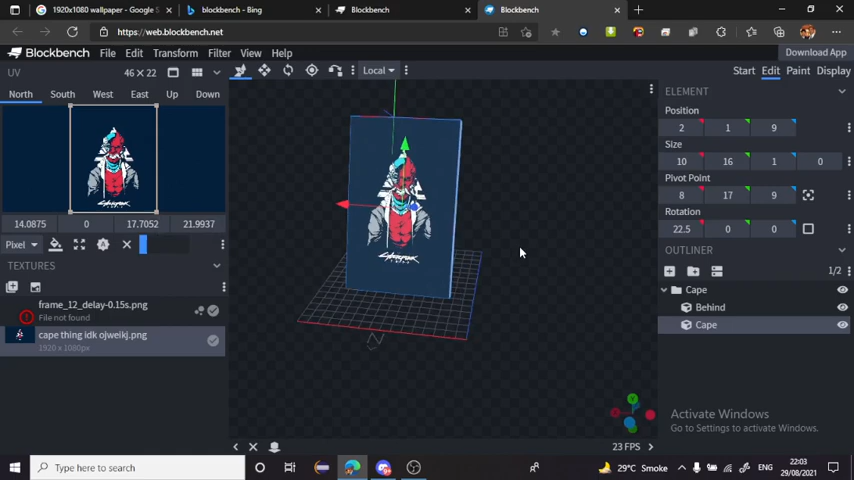 1920x1080 wallpaper - Google S
blockbench - Bing
Blockbench
Blockbench
https://web.blockbench.net
Blockbench File Edit Transform Filter View Help
Download App
UV 46 × 22
Local
Start Edit Paint Display
North South West East Up Down
ELEMENT
Position
2 1 9
Size
10 16 1 0
Pivot Point
8 17 9
Rotation
22.5 0 0
14.0875 0 17.7052 21.9937
Pixel
TEXTURES
frame_12_delay-0.15s.png
File not found
cape thing idk ojweikj.png
1920 x 1080px
OUTLINER
1/2
Cape
Behind
Cape
N
23 FPS
Activate Windows
Go to Settings to activate Windows.
Type here to search
29°C Smoke
ENG
22:03
29/08/2021